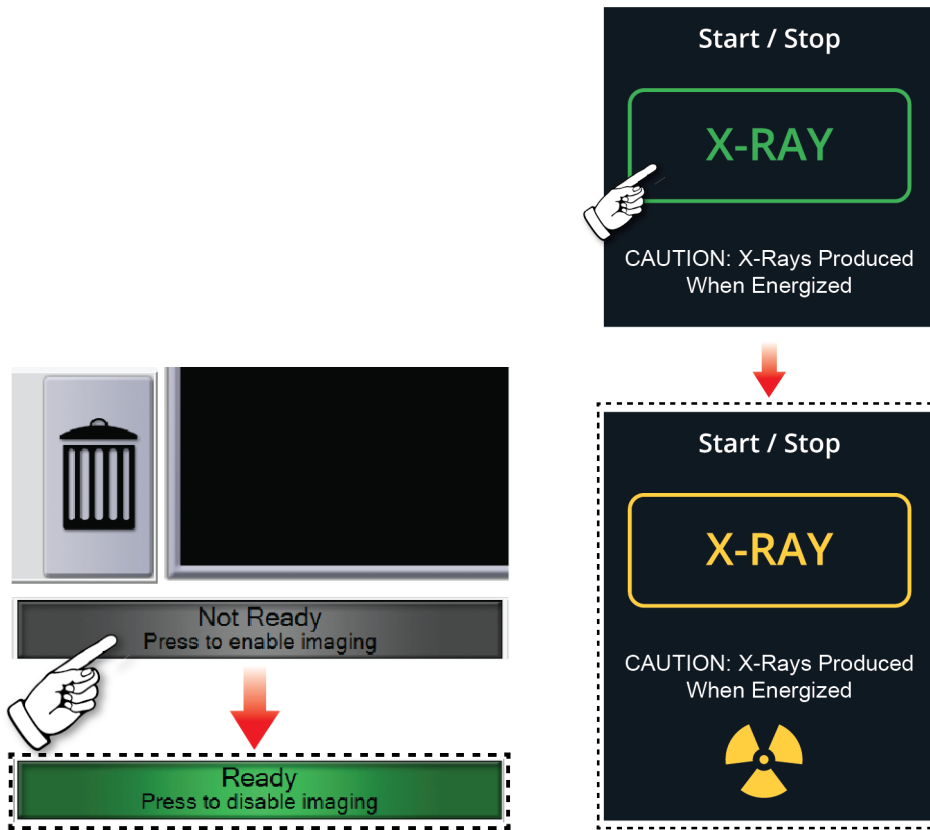 Start / Stop
X-RAY
CAUTION: X-Rays Produced
When Energized
Not Ready
Press to enable imaging
Ready
Press to disable imaging
Start / Stop
X-RAY
CAUTION: X-Rays Produced
When Energized